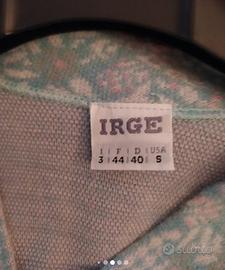 IRGE
I F D USA
3 44 40 S
subito